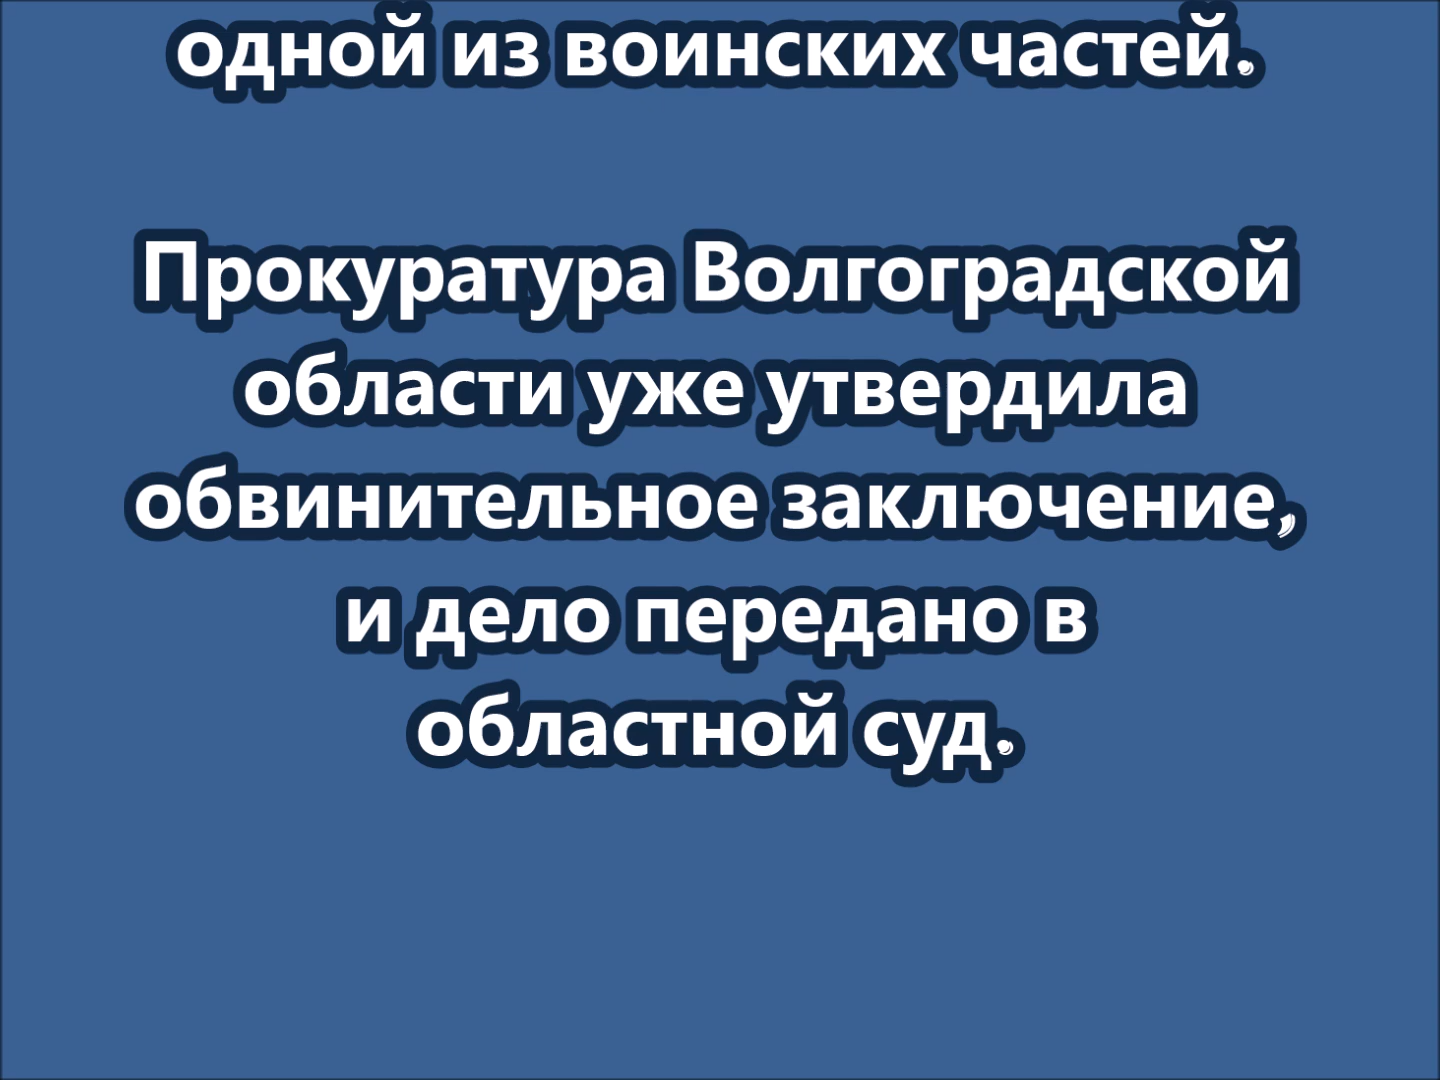 одной из воинских частей.
Прокуратура Волгоградской
области уже утвердила
обвинительное заключение,
и дело передано в
областной суд.